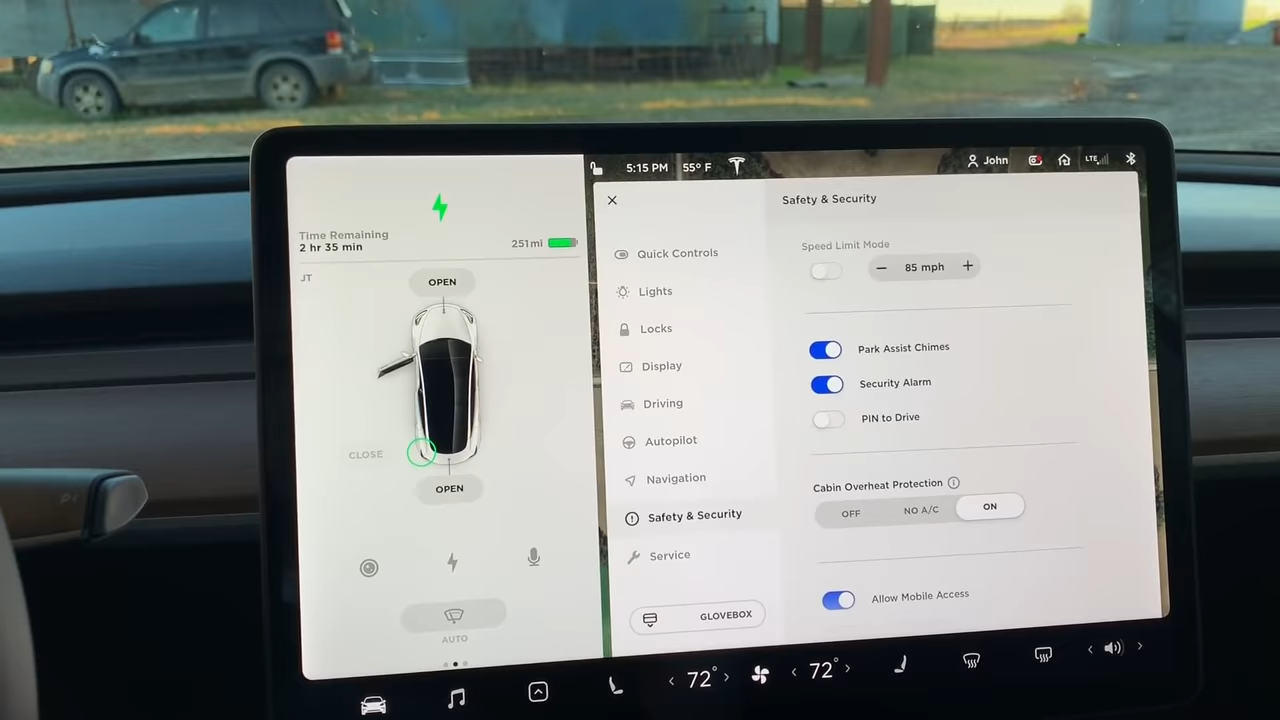 5:15 PM
55° F
John
LTE
Time Remaining
2 hr 35 min
251mi
JT
OPEN
CLOSE
OPEN
AUTO
Quick Controls
Lights
Locks
Display
Driving
Autopilot
Navigation
Safety & Security
Service
GLOVEBOX
Safety & Security
Speed Limit Mode
85 mph
Park Assist Chimes
Security Alarm
PIN to Drive
Cabin Overheat Protection
OFF
NO A/C
ON
Allow Mobile Access
72°
72°